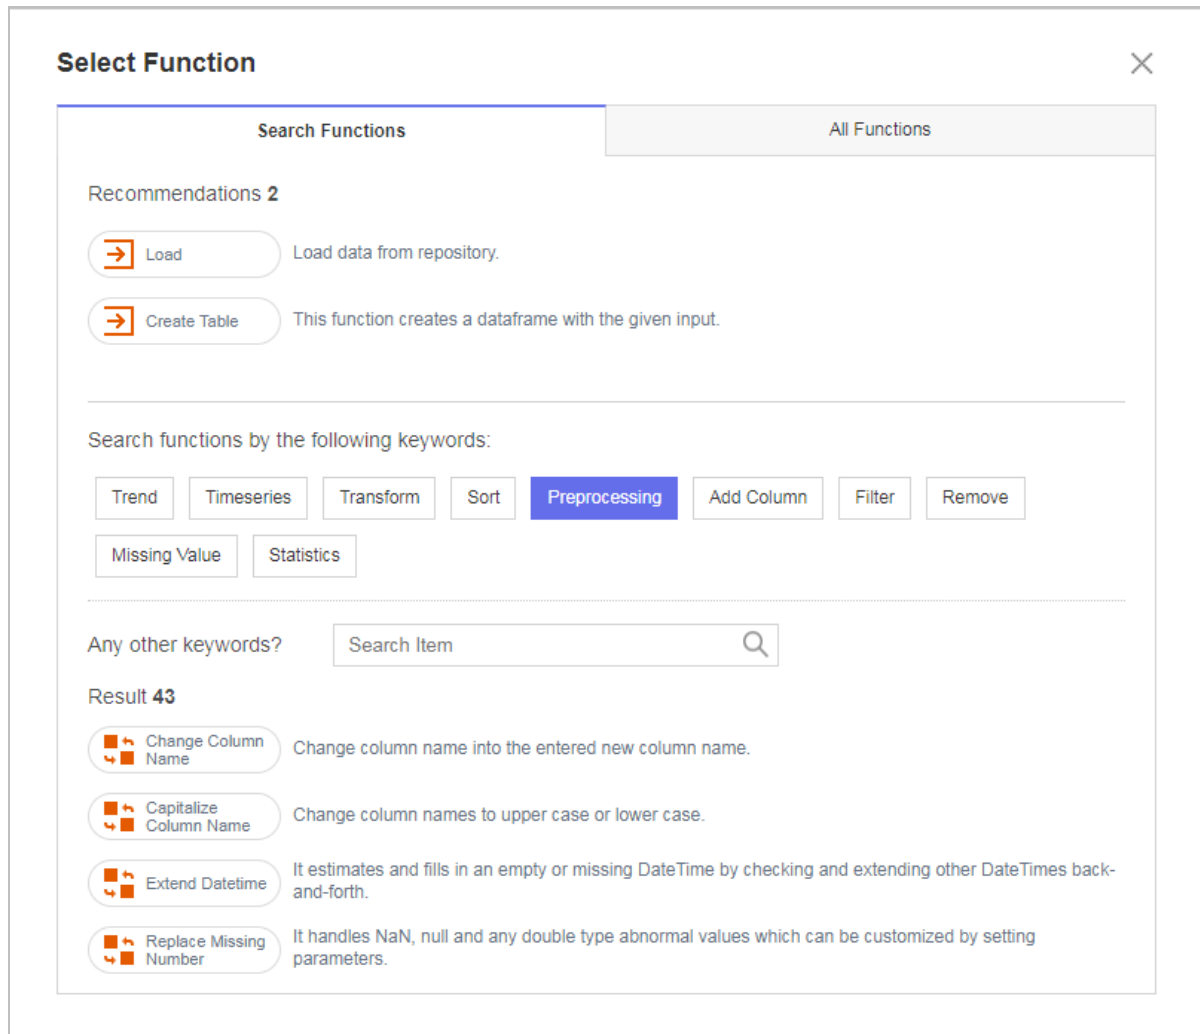 Select Function
Search Functions
All Functions
Recommendations 2
Load
Load data from repository.
Create Table
This function creates a dataframe with the given input.
Search functions by the following keywords:
Trend
Timeseries
Transform
Sort
Preprocessing
Add Column
Filter
Remove
Missing Value
Statistics
Any other keywords?
Search Item
Result 43
Change Column
Name
Change column name into the entered new column name.
Capitalize
Column Name
Change column names to upper case or lower case.
Extend Datetime
It estimates and fills in an empty or missing DateTime by checking and extending other DateTimes back-
and-forth.
Replace Missing
Number
It handles NaN, null and any double type abnormal values which can be customized by setting
parameters.